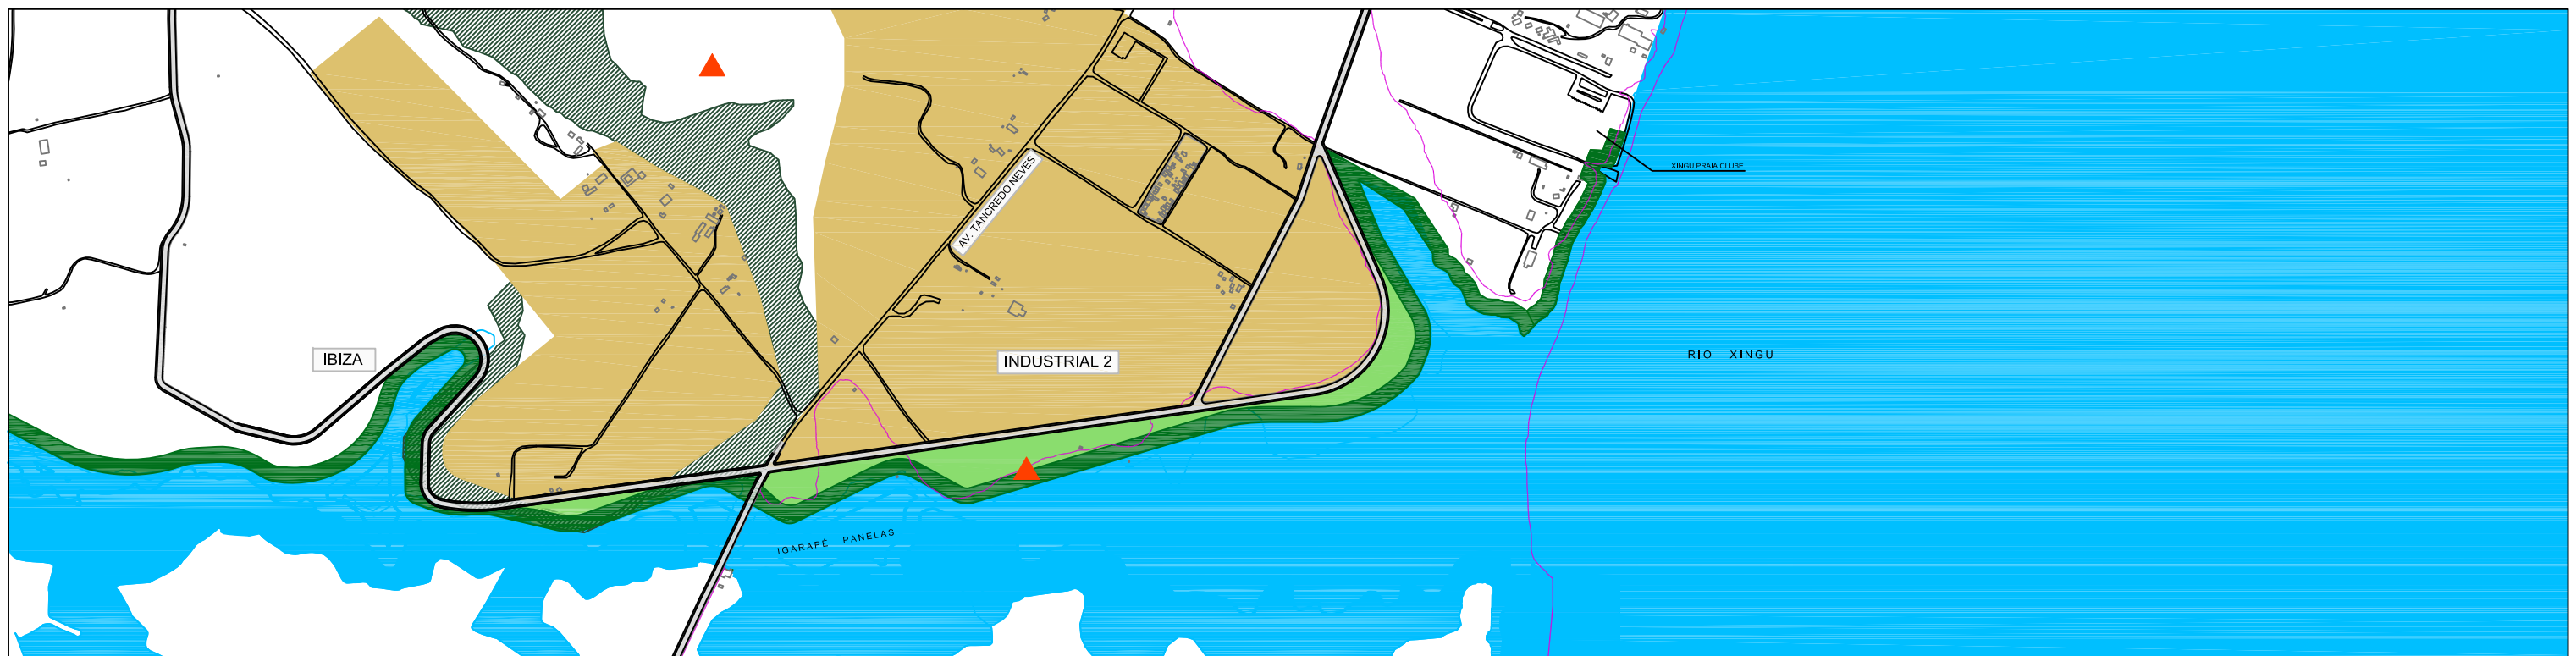 XINGU PRAIA CLUBE
AV. TANCREDO NEVES
IBIZA
INDUSTRIAL 2
RIO XINGU
IGARAPÉ PANELAS